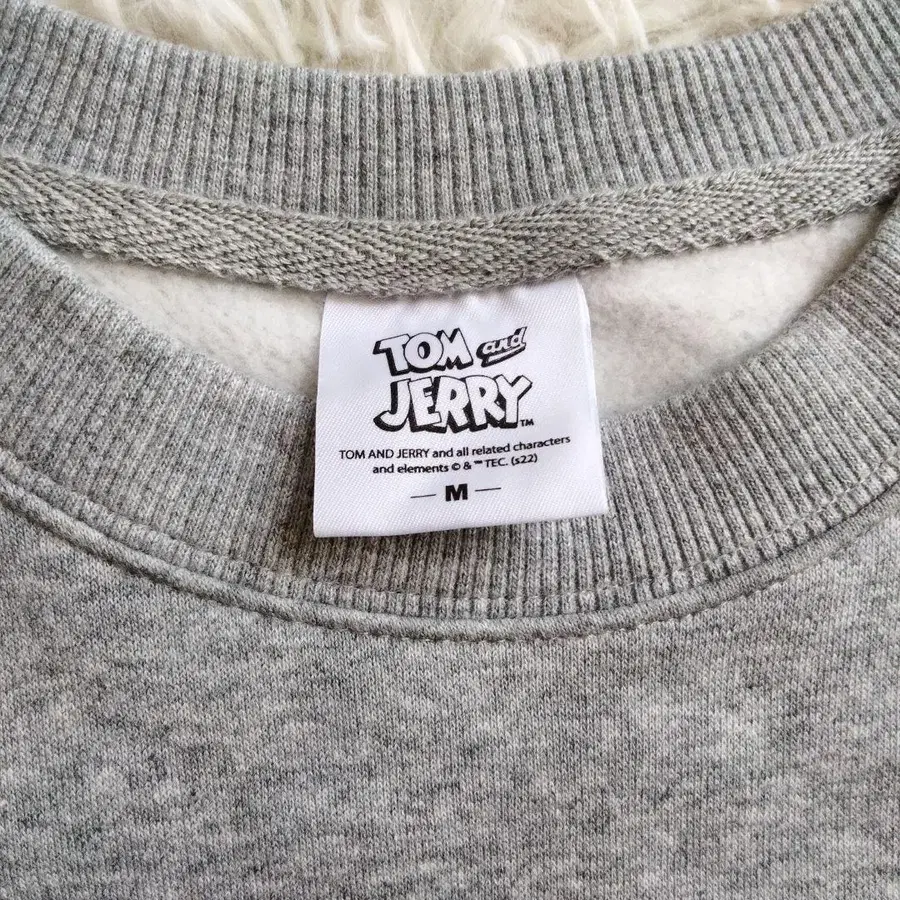 TOM and
JERRY™
TOM AND JERRY and all related characters
and elements © & ™ TEC. (s22)
— M —